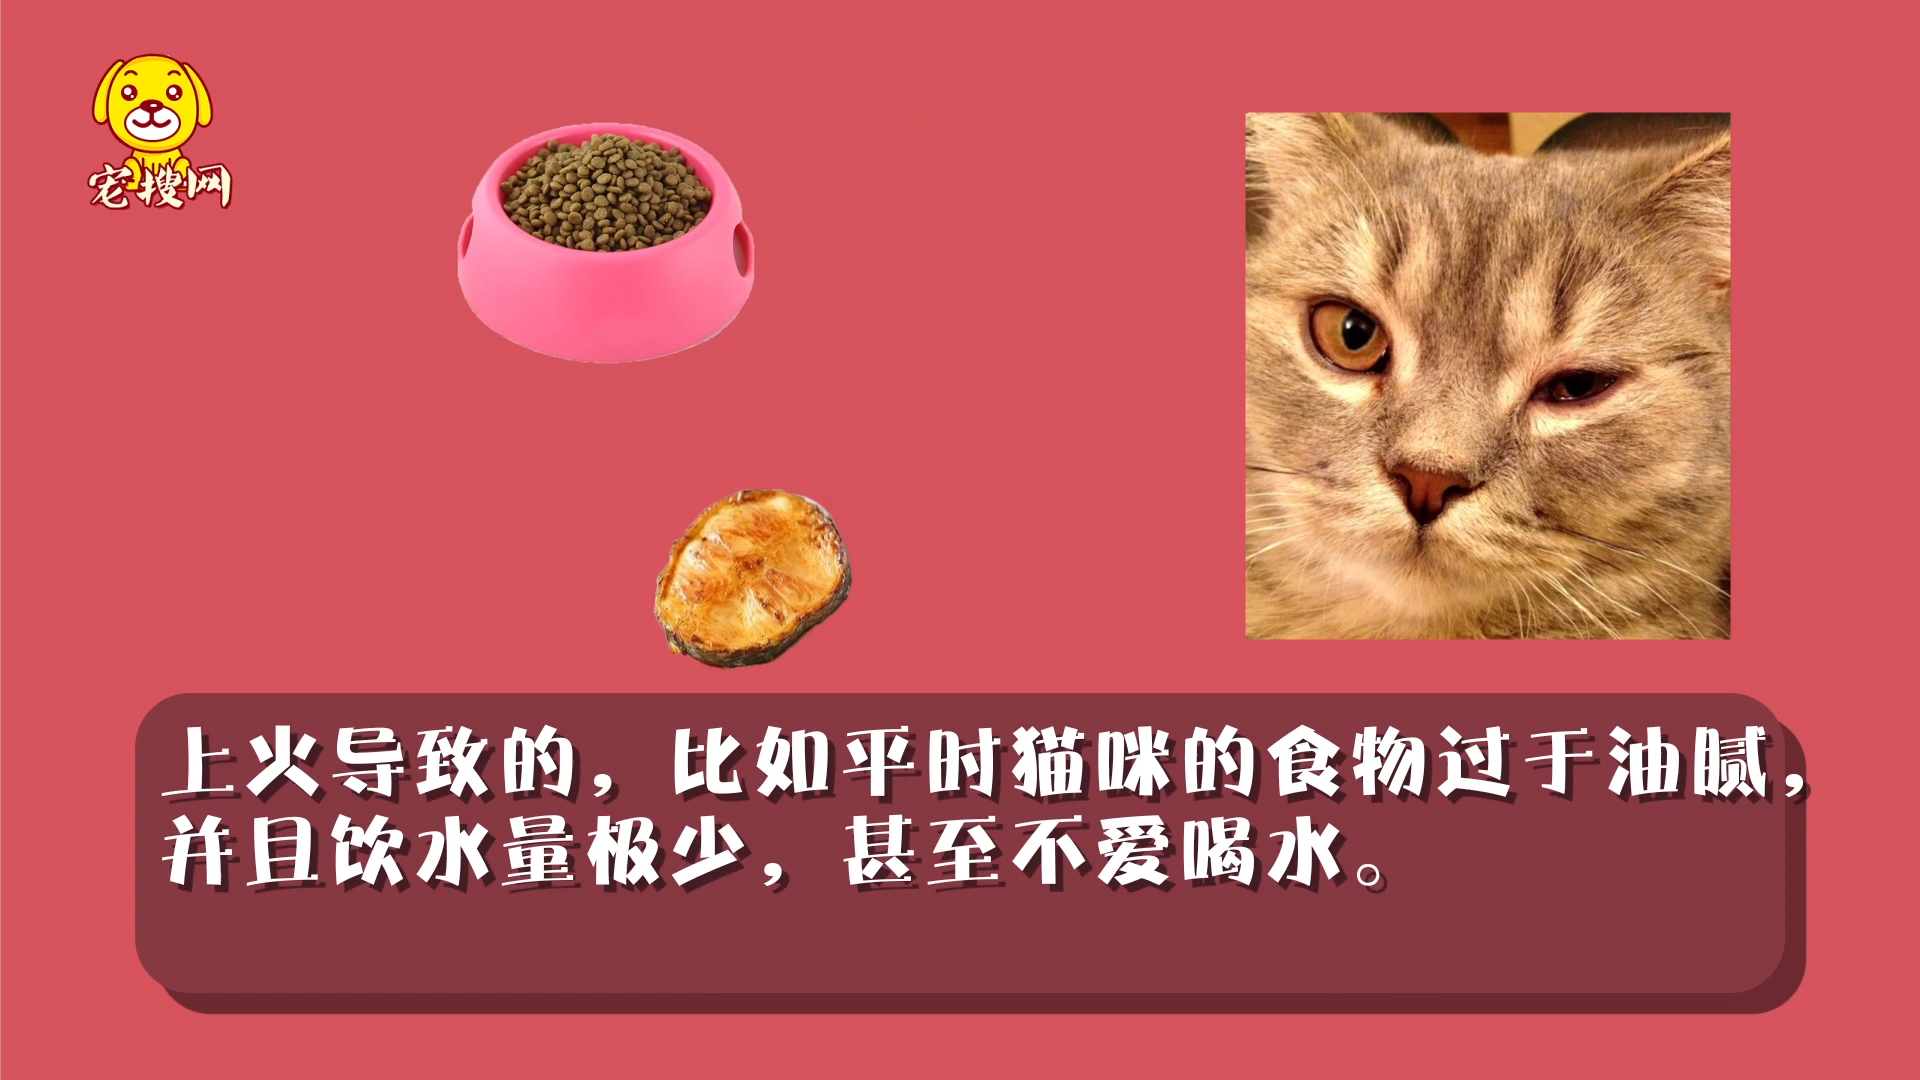 宠搜网
上火导致的，比如平时猫咪的食物过于油腻，
并且饮水量极少，甚至不爱喝水。